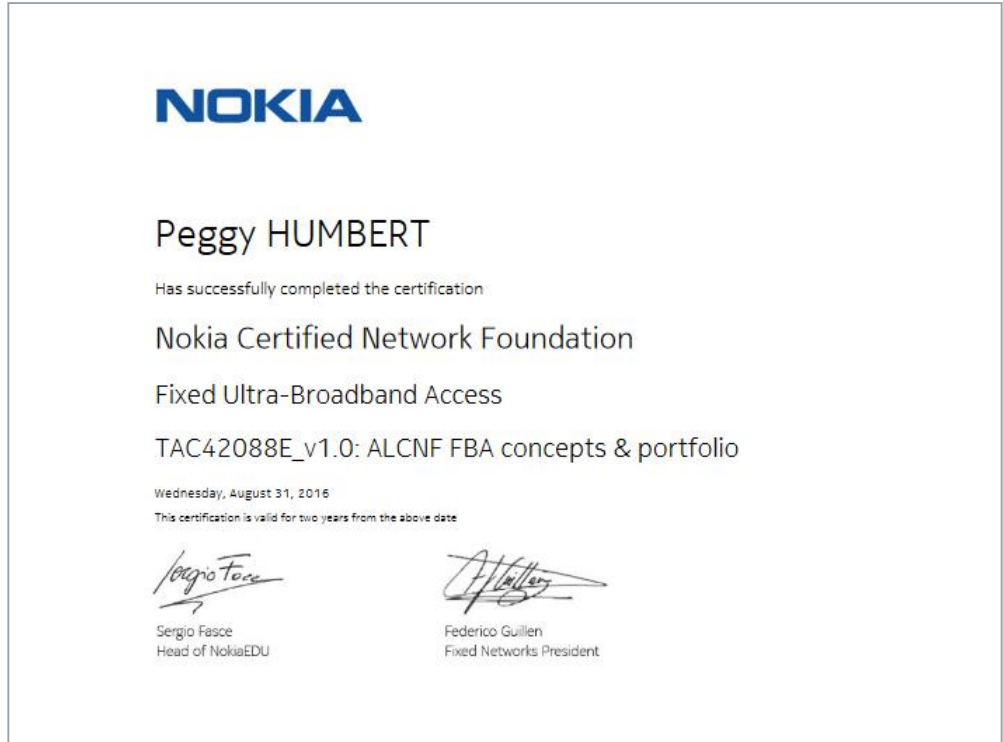 NOKIA
Peggy HUMBERT
Has successfully completed the certification
Nokia Certified Network Foundation
Fixed Ultra-Broadband Access
TAC42088E_v1.0: ALCNF FBA concepts & portfolio
Wednesday, August 31, 2016
This certification is valid for two years from the above date
Sergio Fasce
Sergio Fasce
Head of NokiaEDU
Federico Guillen
Fixed Networks President